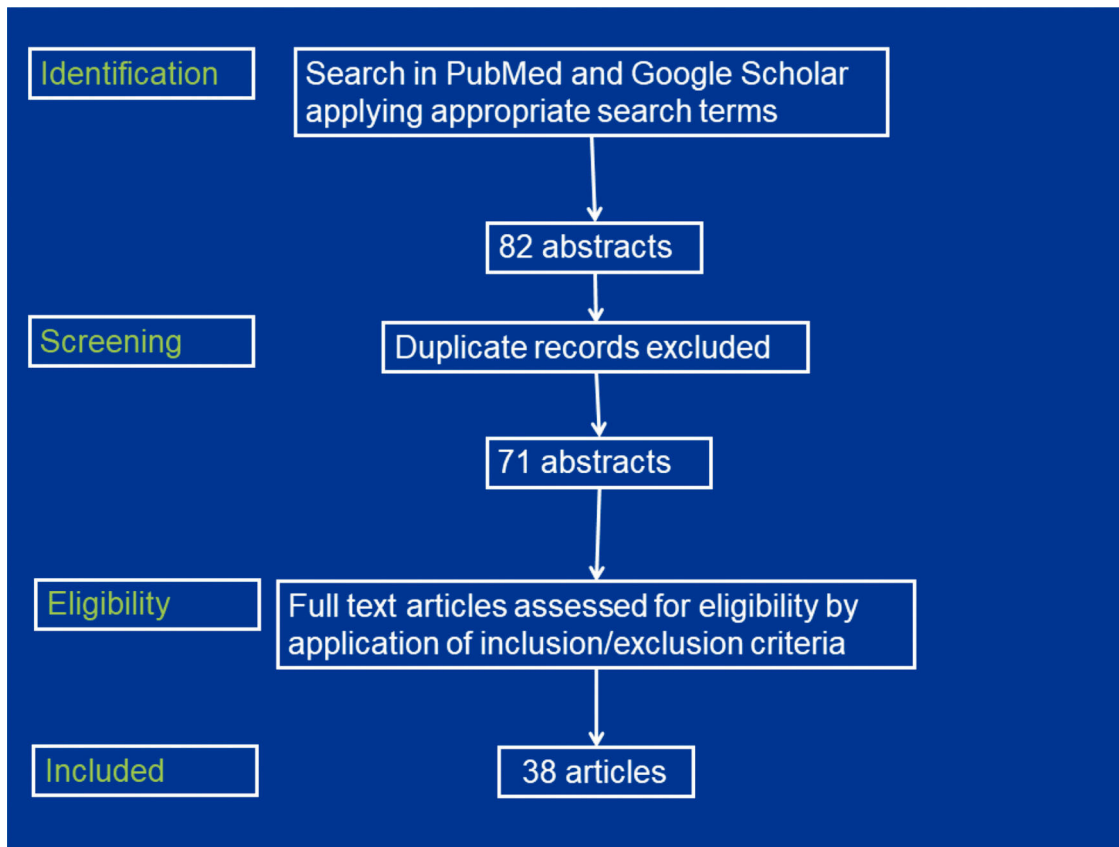 Identification
Search in PubMed and Google Scholar
applying appropriate search terms
82 abstracts
Screening
Duplicate records excluded
71 abstracts
Eligibility
Full text articles assessed for eligibility by
application of inclusion/exclusion criteria
Included
38 articles